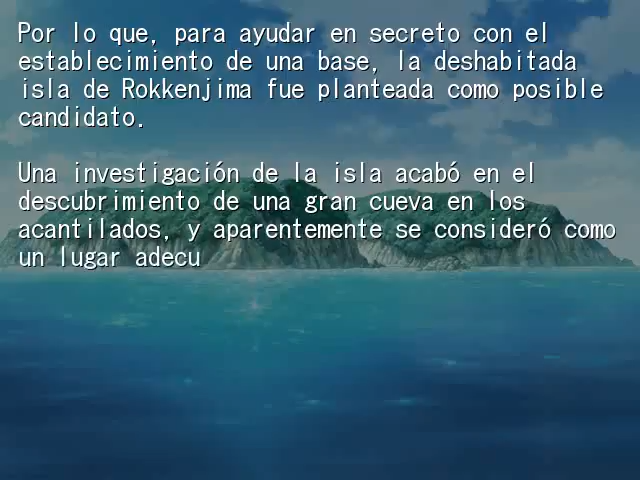 Por lo que, para ayudar en secreto con el
establecimiento de una base, la deshabitada
isla de Rokkenjima fue planteada como posible
candidato.
Una investigación de la isla acabó en el
descubrimiento de una gran cueva en los
acantilados, y aparentemente se consideró como
un lugar adecu